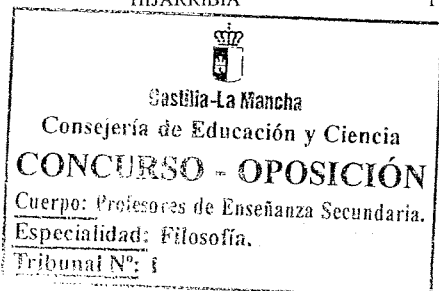 HIJARRIBIA
Castilla-La Mancha
Consejería de Educación y Ciencia
CONCURSO - OPOSICIÓN
Cuerpo: Profesores de Enseñanza Secundaria.
Especialidad: Filosofía.
Tribunal Nº: 1